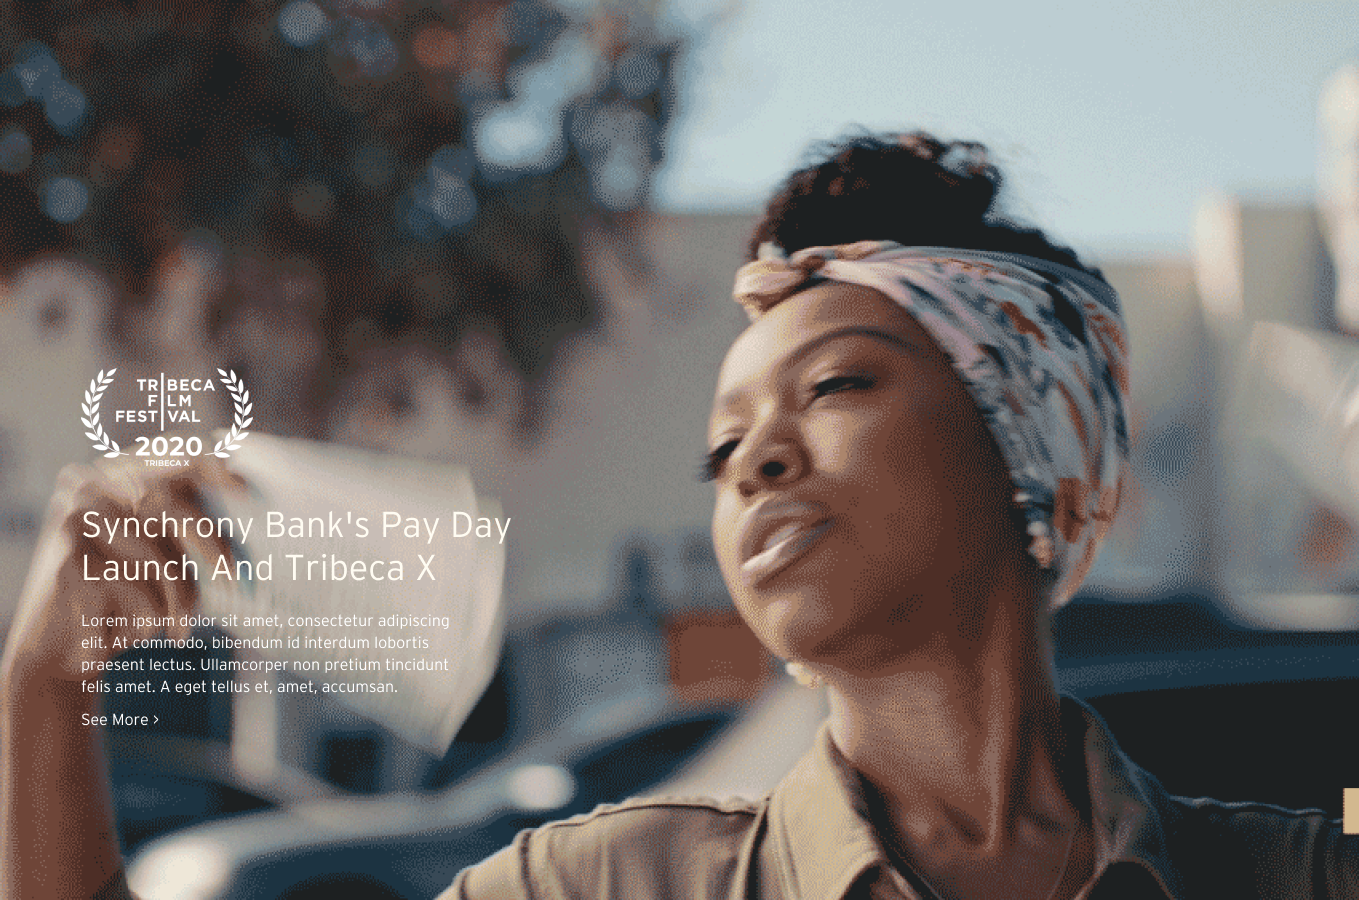 TRIBECA
FILM
FESTIVAL
2020
TRIBECA X
Synchrony Bank's Pay Day
Launch And Tribeca X
Lorem ipsum dolor sit amet, consectetur adipiscing
elit. At commodo, bibendum id interdum lobortis
praesent lectus. Ullamcorper non pretium tincidunt
felis amet. A eget tellus et, amet, accumsan.
See More >